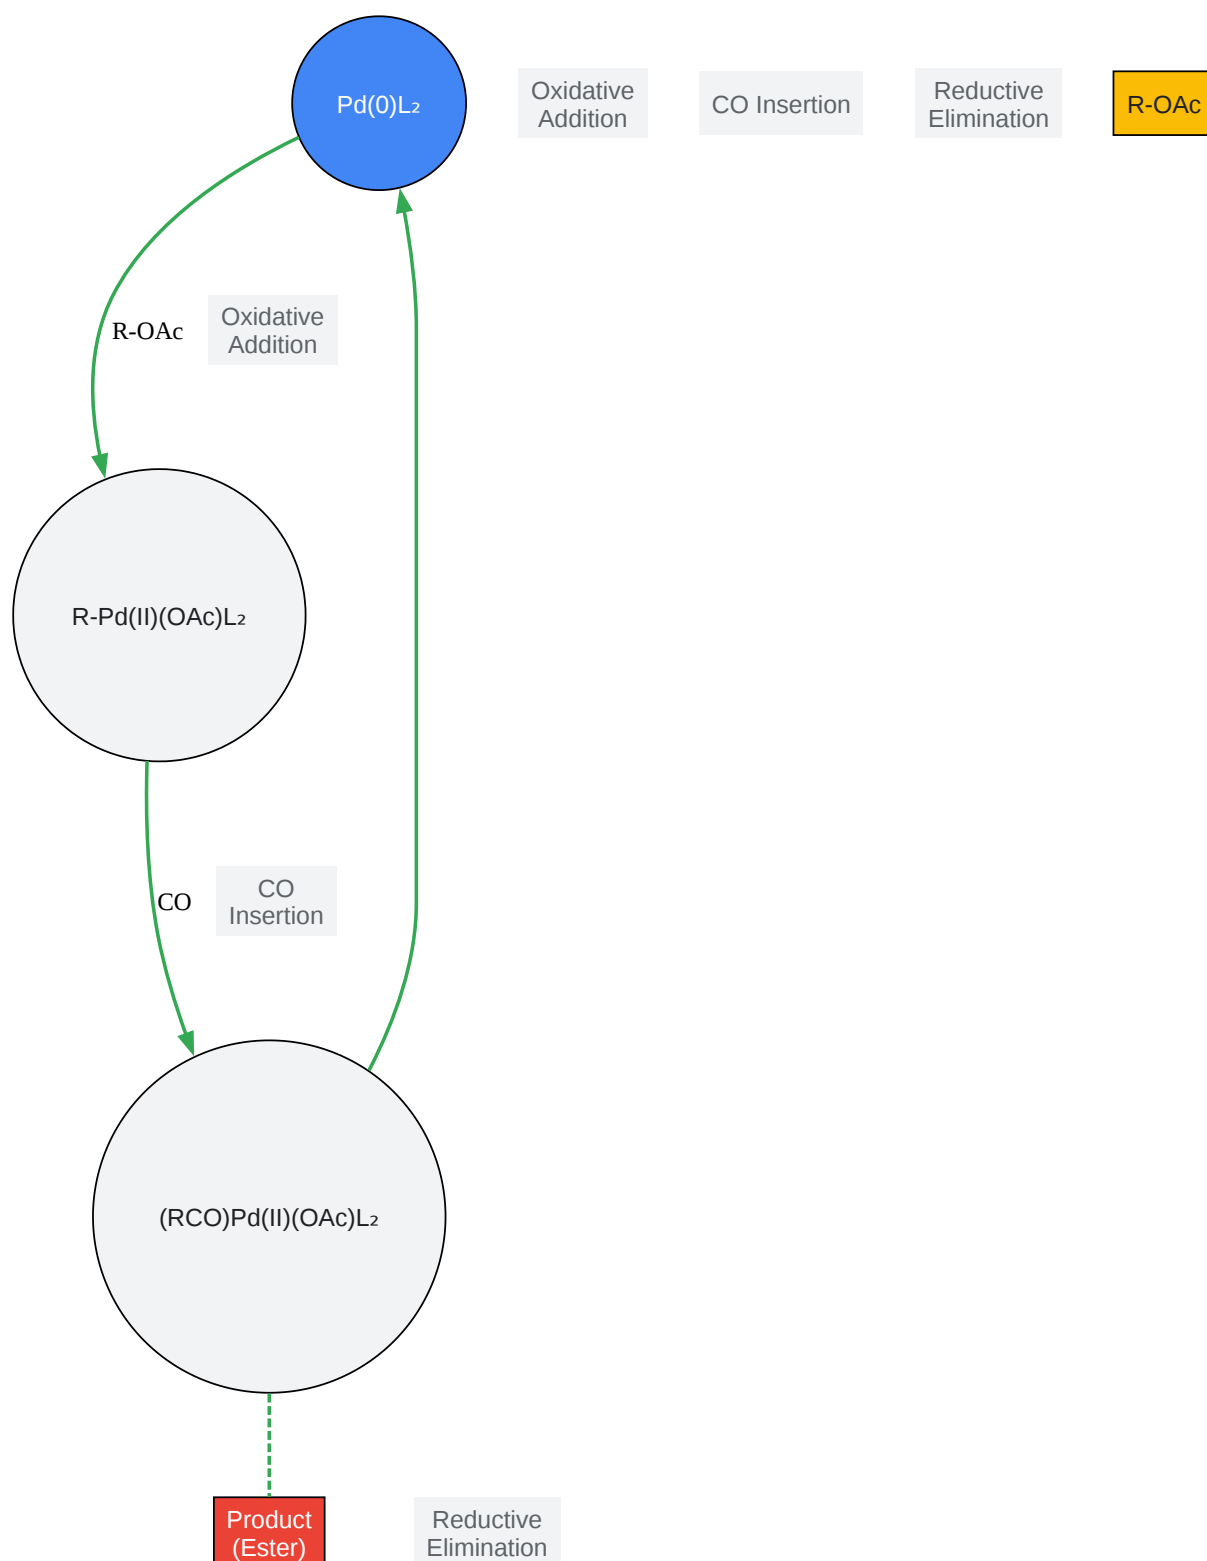 Pd(0)L₂
Oxidative
Addition
CO Insertion
Reductive
Elimination
R-OAc
R-OAc
Oxidative
Addition
R-Pd(II)(OAc)L₂
CO
CO
Insertion
(RCO)Pd(II)(OAc)L₂
Product
(Ester)
Reductive
Elimination